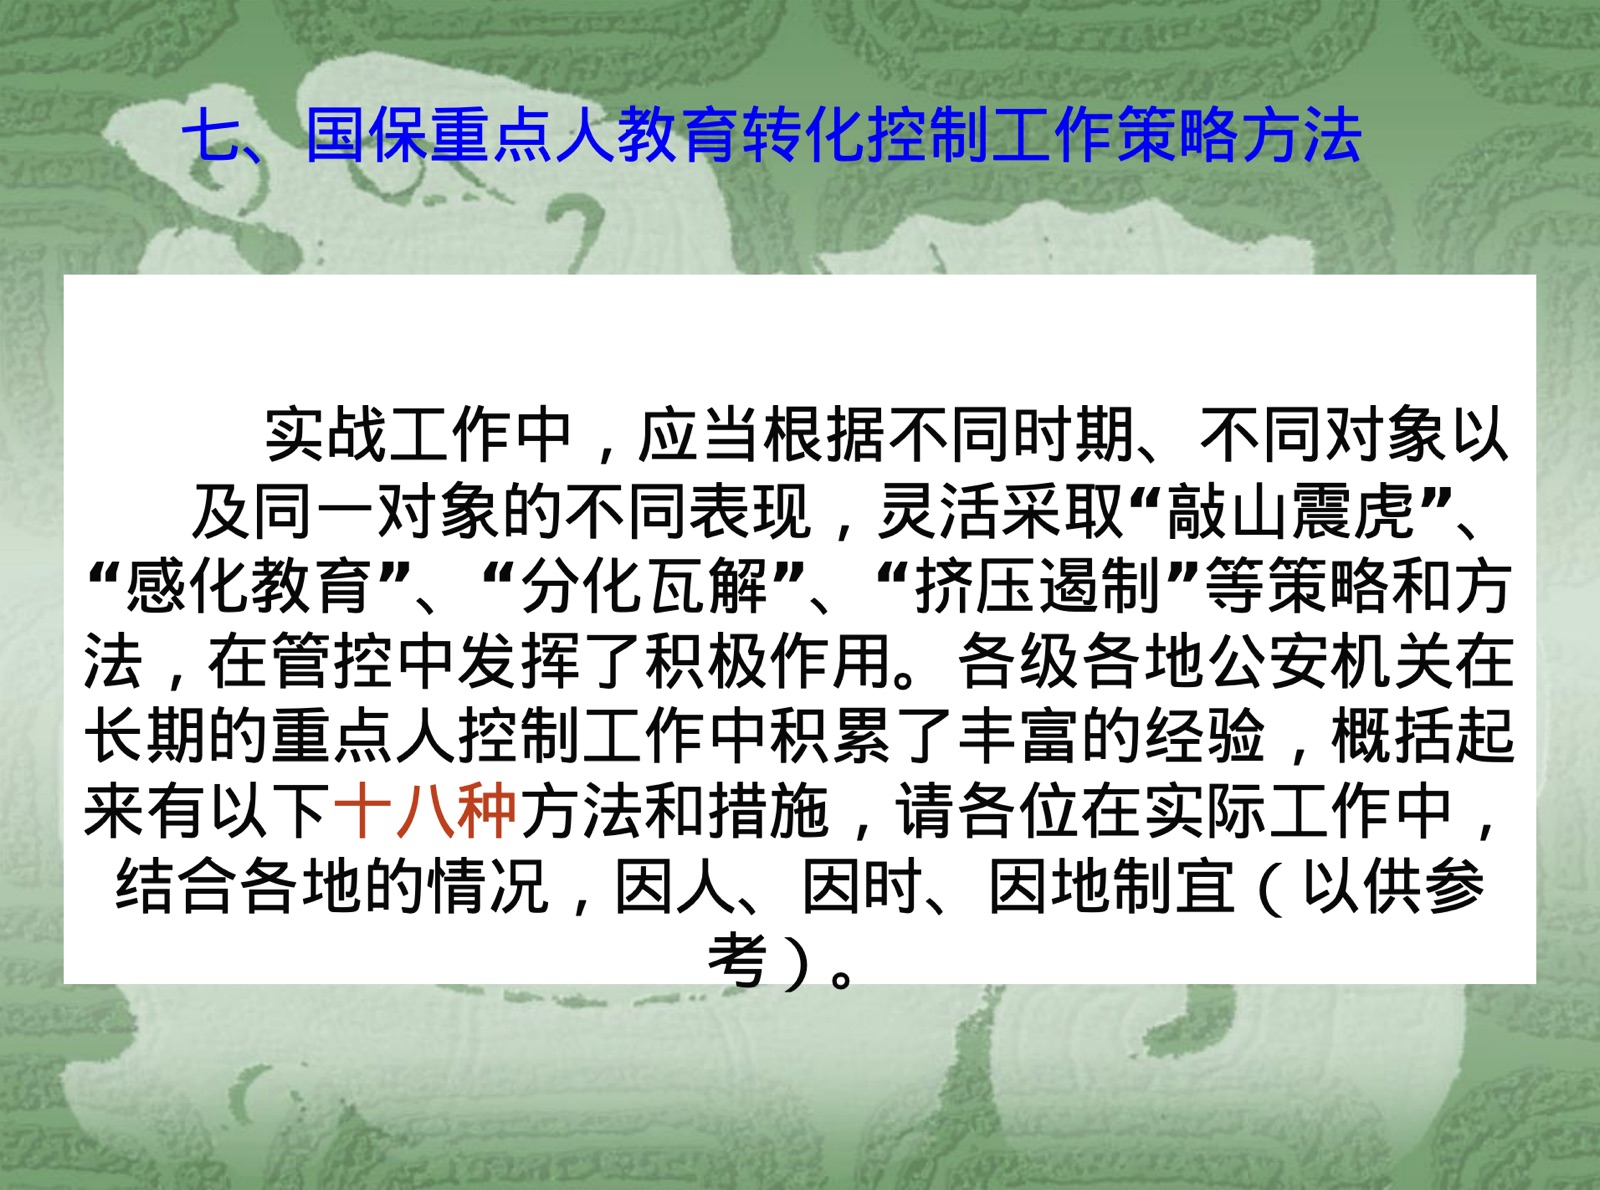 七、国保重点人教育转化控制工作策略方法
实战工作中，应当根据不同时期、不同对象以
及同一对象的不同表现，灵活采取“敲山震虎”、
“感化教育”、“分化瓦解”、“挤压遏制”等策略和方
法，在管控中发挥了积极作用。各级各地公安机关在
长期的重点人控制工作中积累了丰富的经验，概括起
来有以下十八种方法和措施，请各位在实际工作中，
结合各地的情况，因人、因时、因地制宜（以供参
考）。